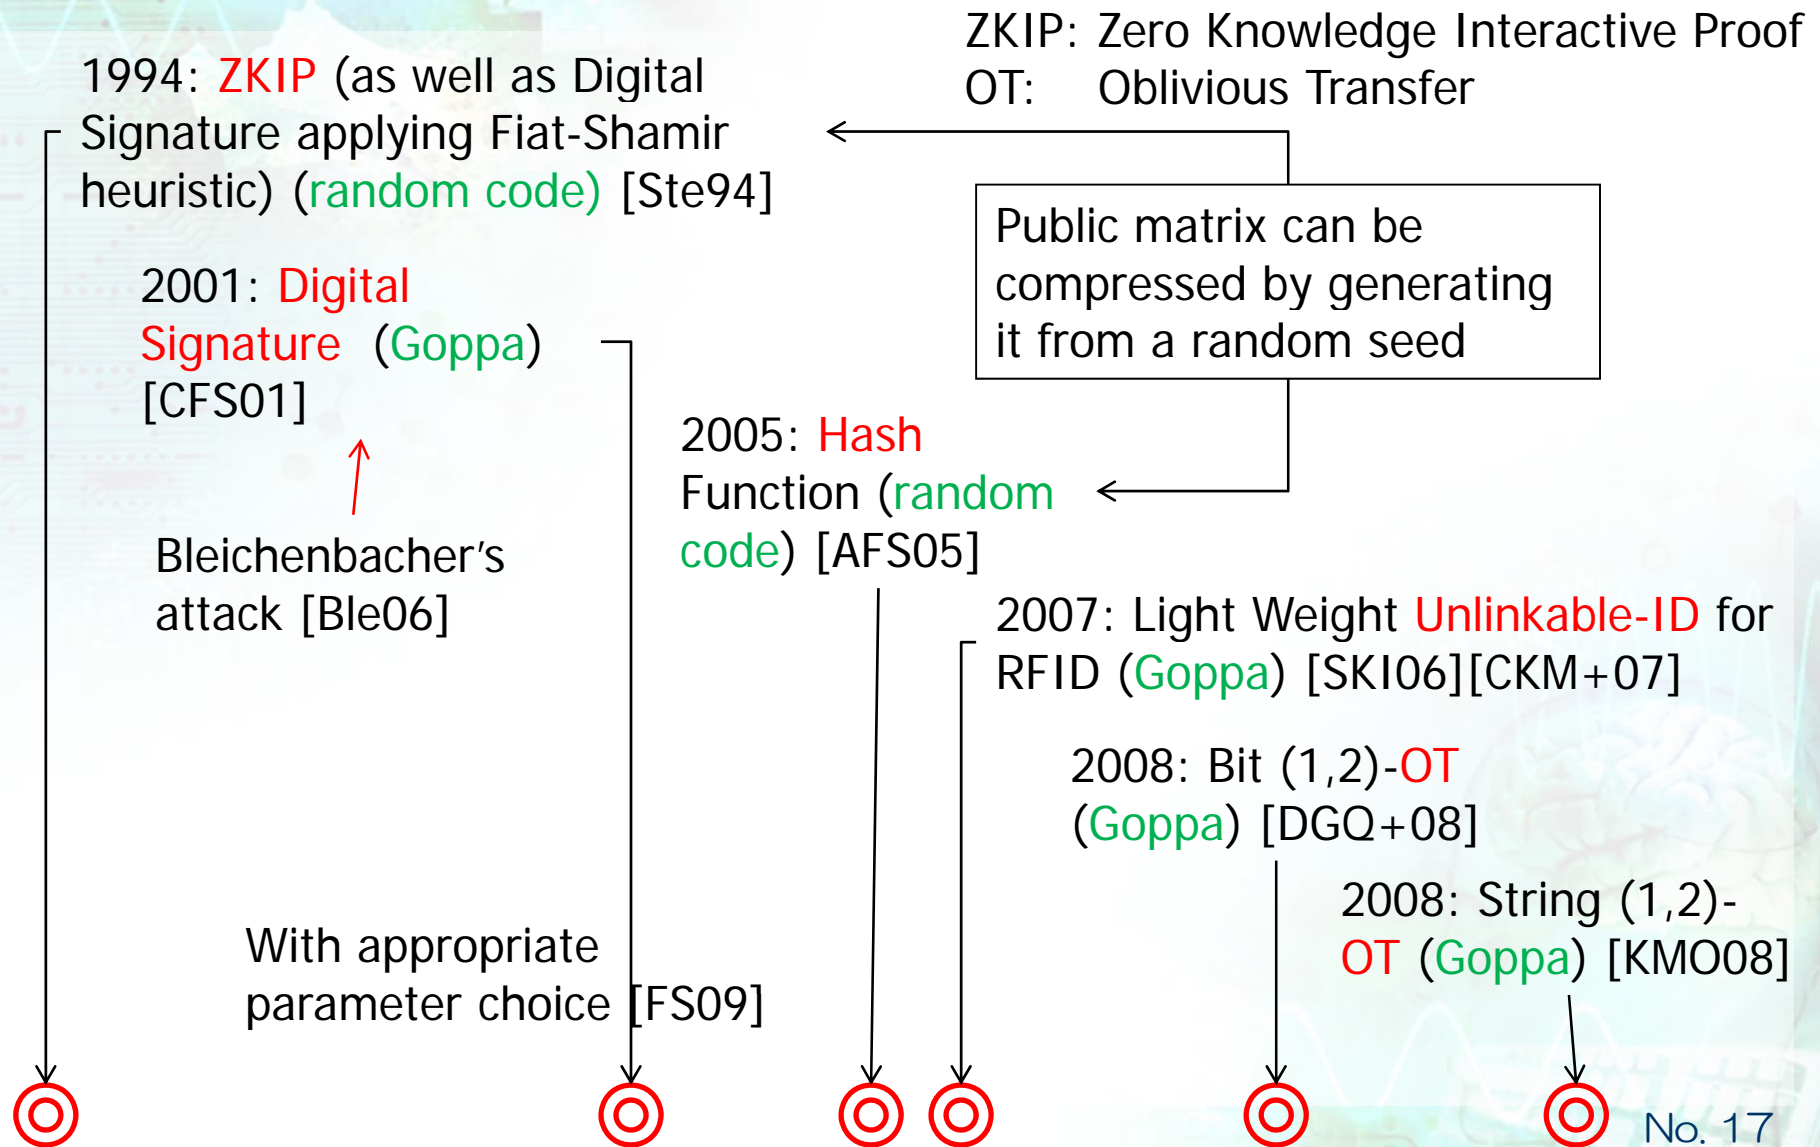 ZKIP: Zero Knowledge Interactive Proof
OT: Oblivious Transfer
1994: ZKIP (as well as Digital
Signature applying Fiat-Shamir
heuristic) (random code) [Ste94]
Public matrix can be
compressed by generating
it from a random seed
2001: Digital
Signature (Goppa)
[CFS01]
2005: Hash
Function (random
code) [AFS05]
Bleichenbacher's
attack [Ble06]
2007: Light Weight Unlinkable-ID for
RFID (Goppa) [SKI06][CKM+07]
2008: Bit (1,2)-OT
(Goppa) [DGQ+08]
2008: String (1,2)-
OT (Goppa) [KMO08]
With appropriate
parameter choice [FS09]
No. 17